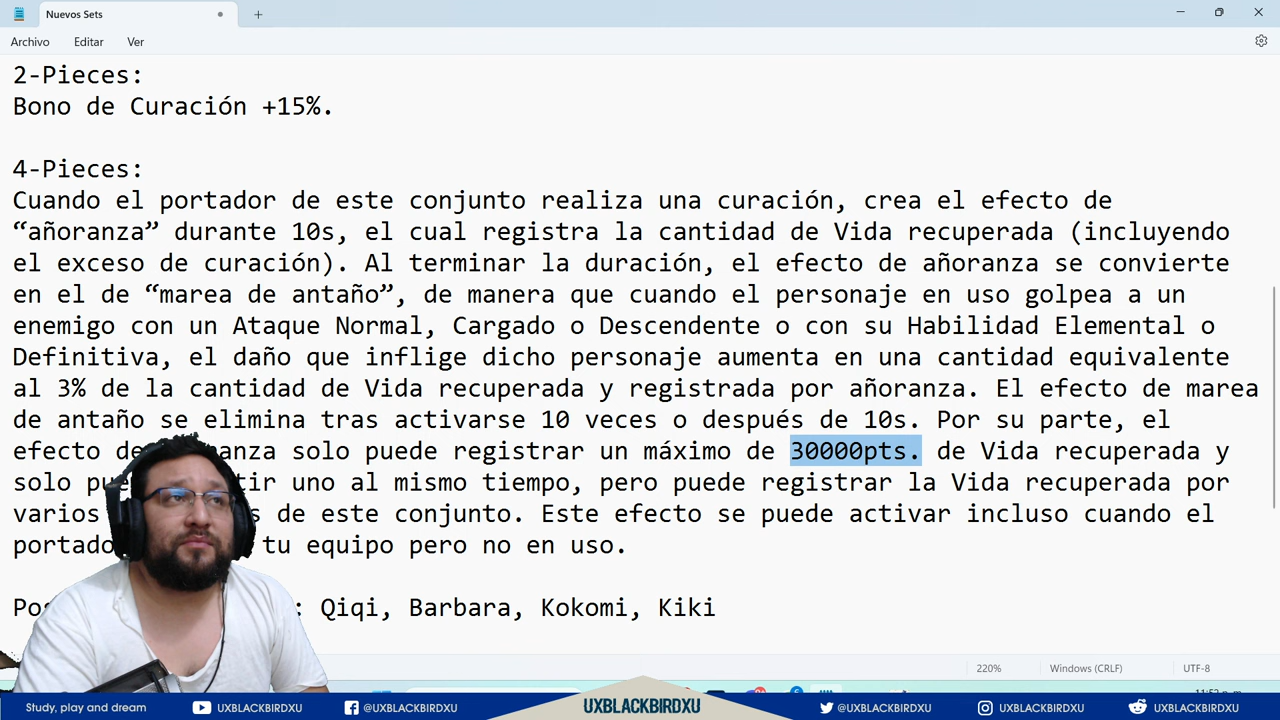 Nuevos Sets
Archivo Editar Ver
2-Pieces:
Bono de Curación +15%.
4-Pieces:
Cuando el portador de este conjunto realiza una curación, crea el efecto de
“añoranza” durante 10s, el cual registra la cantidad de Vida recuperada (incluyendo
el exceso de curación). Al terminar la duración, el efecto de añoranza se convierte
en el de “marea de antaño”, de manera que cuando el personaje en uso golpea a un
enemigo con un Ataque Normal, Cargado o Descendente o con su Habilidad Elemental o
Definitiva, el daño que inflige dicho personaje aumenta en una cantidad equivalente
al 3% de la cantidad de Vida recuperada y registrada por añoranza. El efecto de marea
de antaño se elimina tras activarse 10 veces o después de 10s. Por su parte, el
efecto de solo puede registrar un máximo de 30000pts. de Vida recuperada y
solo uno al mismo tiempo, pero puede registrar la Vida recuperada por
varios de este conjunto. Este efecto se puede activar incluso cuando el
tu equipo pero no en uso.
: Qiqi, Barbara, Kokomi, Kiki
220% Windows (CRLF) UTF-8
Study, play and dream UXBLACKBIRDXU @UXBLACKBIRDXU UXBLACKBIRDXU @UXBLACKBIRDXU UXBLACKBIRDXU UXBLACKBIRDXU